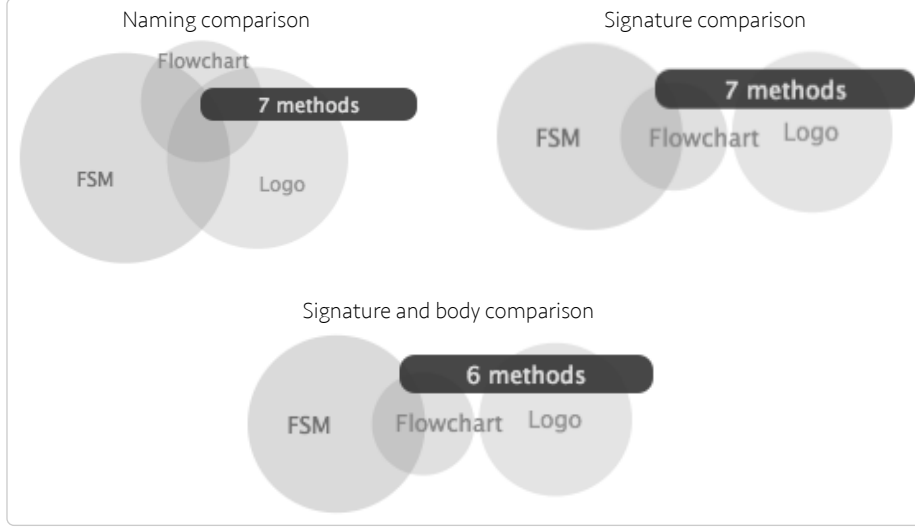 Naming comparison
Flowchart
7 methods
FSM
Logo
Signature comparison
7 methods
FSM
Flowchart
Logo
Signature and body comparison
6 methods
FSM
Flowchart
Logo